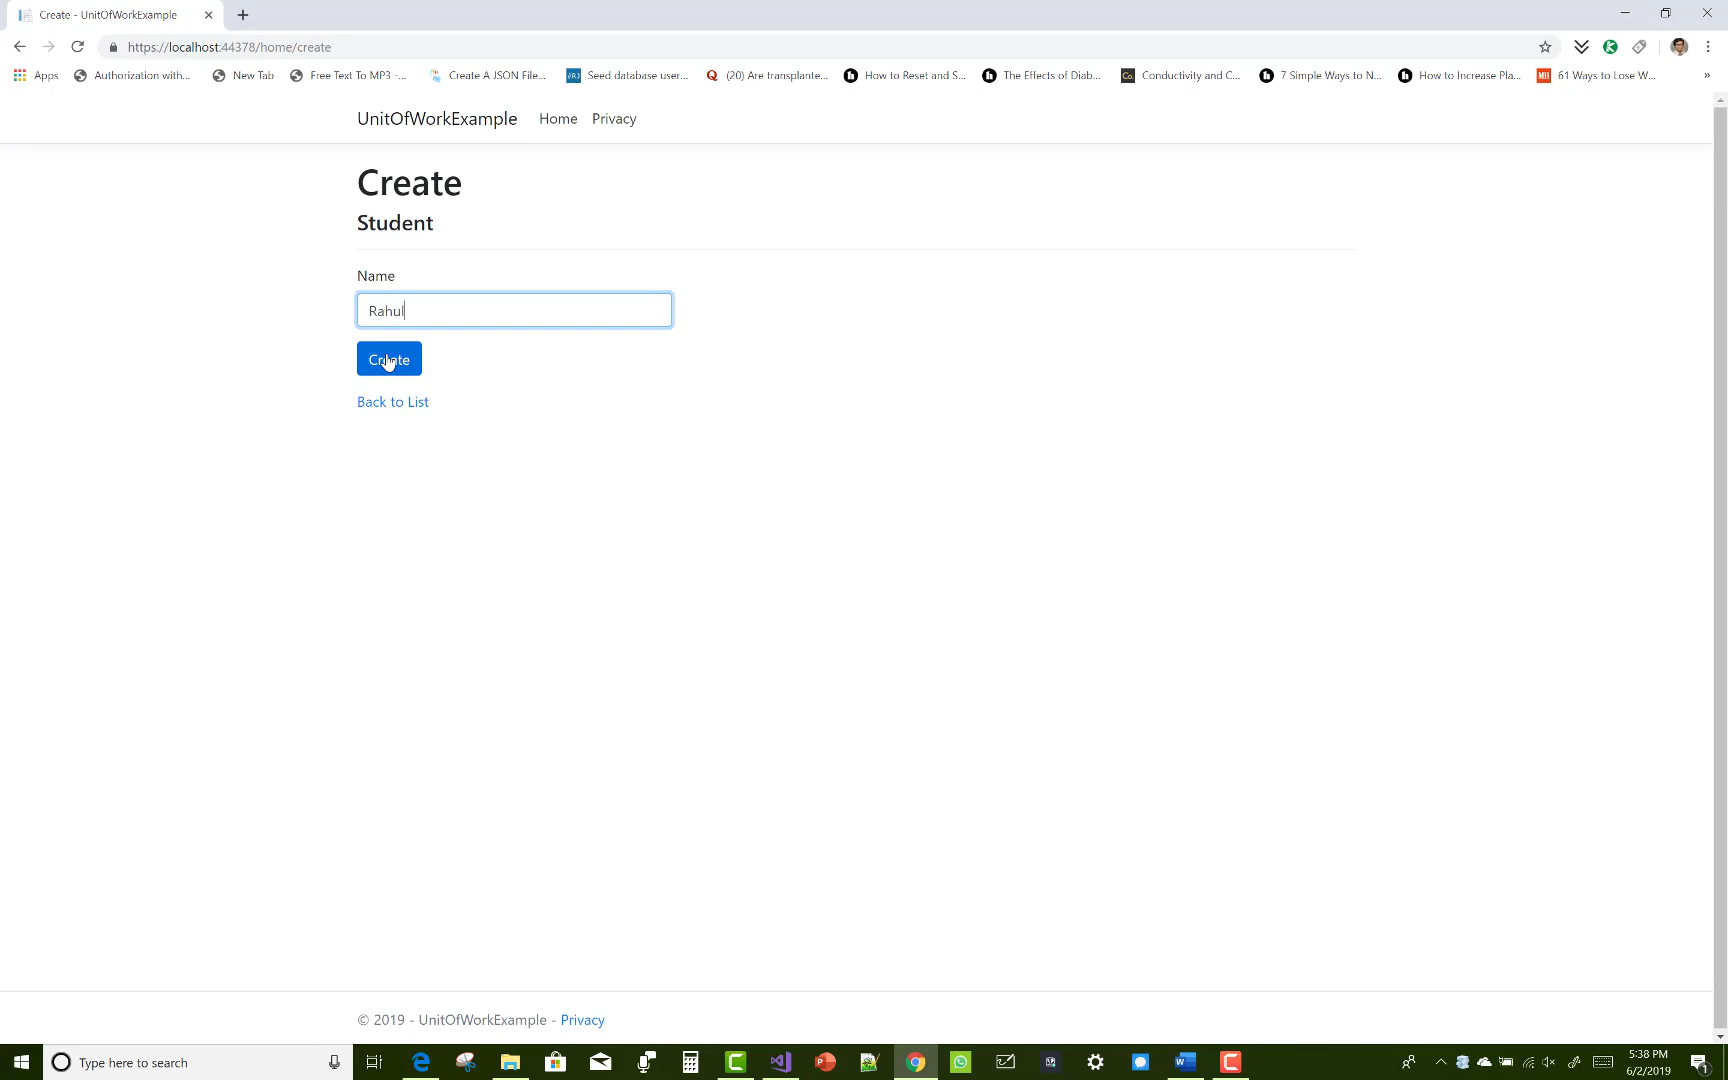 Create - UnitOfWorkExample
https://localhost:44378/home/create
Apps Authorization with... New Tab Free Text To MP3 -... Create A JSON File... Seed database user... (20) Are transplante... How to Reset and S... The Effects of Diab... Conductivity and C... 7 Simple Ways to N... How to Increase Pla... 61 Ways to Lose W... »
UnitOfWorkExample Home Privacy
Create
Student
Name
Rahul
Create
Back to List
© 2019 - UnitOfWorkExample - Privacy
Type here to search
5:38 PM
6/2/2019
1